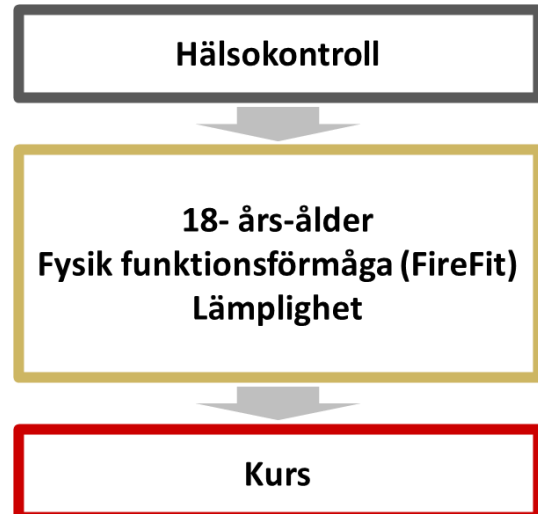 Hälsokontroll
18- års-ålder
Fysik funktionsförmåga (FireFit)
Lämplighet
Kurs